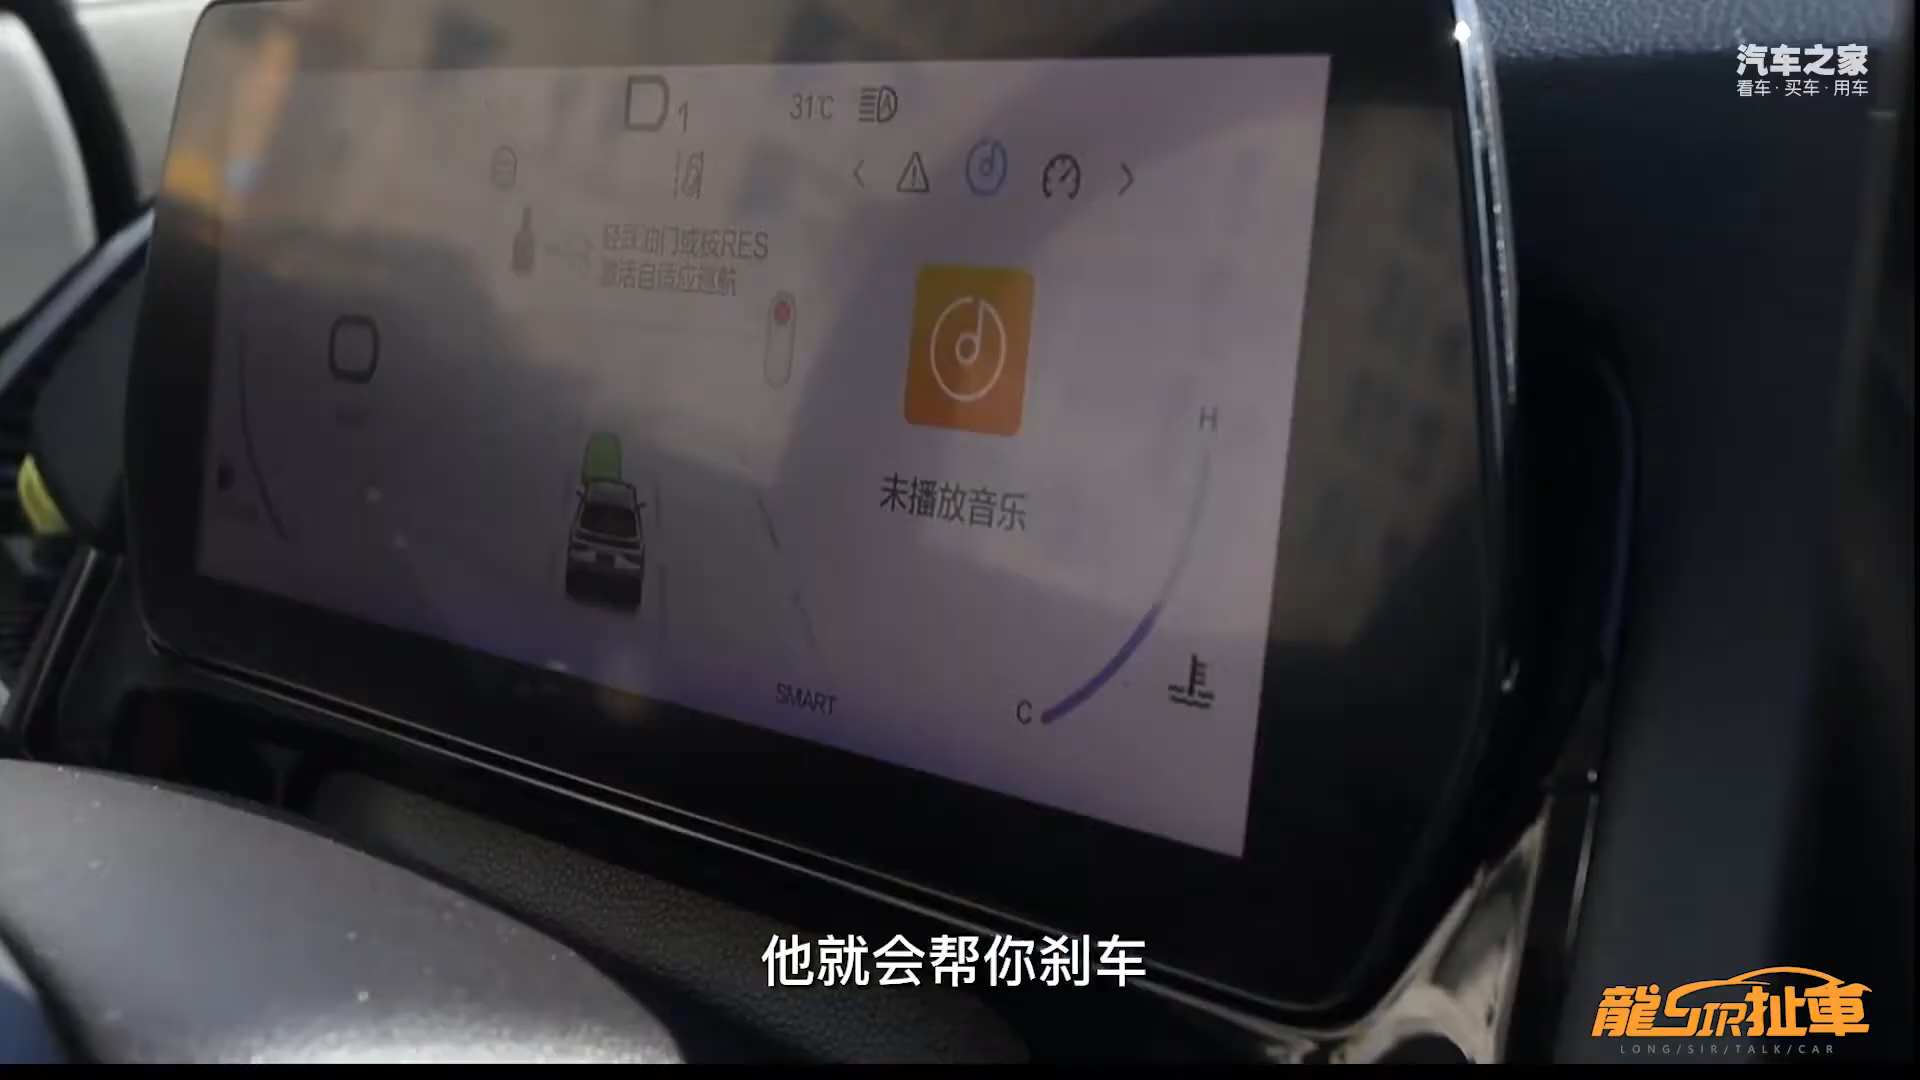 汽车之家
看车·买车·用车
D 1
31℃
轻踩油门或按RES
激活自适应巡航
H
未播放音乐
SMART
C
他就会帮你刹车
龍SIR扯車
LONG/SIR/TALK/CAR